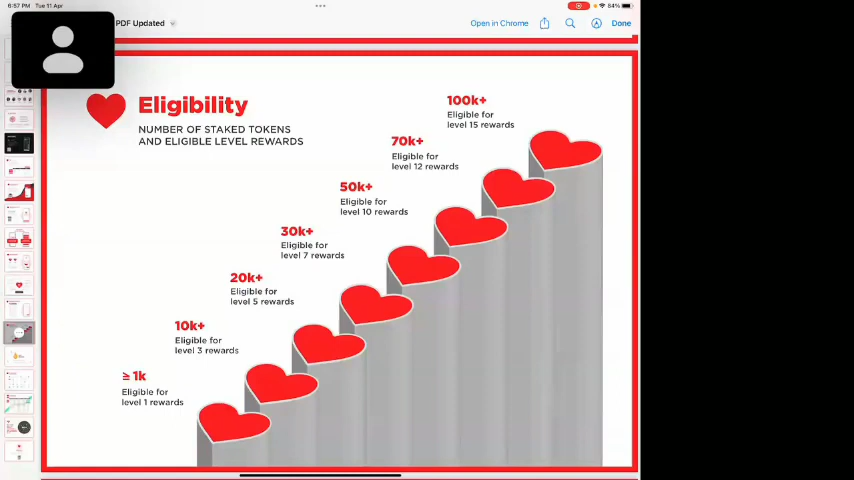 6:57 PM Tue 11 Apr
84%
PDF Updated
Open in Chrome
Done
Eligibility
NUMBER OF STAKED TOKENS
AND ELIGIBLE LEVEL REWARDS
100k+
Eligible for
level 15 rewards
70k+
Eligible for
level 12 rewards
50k+
Eligible for
level 10 rewards
30k+
Eligible for
level 7 rewards
20k+
Eligible for
level 5 rewards
10k+
Eligible for
level 3 rewards
≥ 1k
Eligible for
level 1 rewards